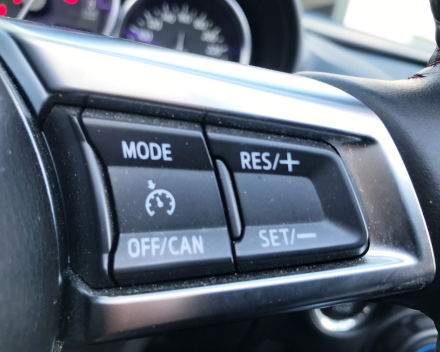 MODE
RES/+
OFF/CAN
SET/—